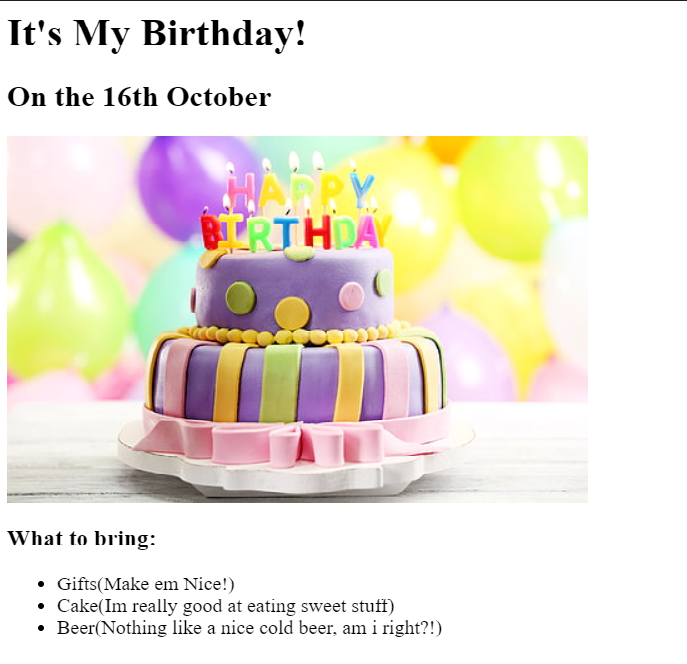 It's My Birthday!
On the 16th October
HAPPY
BIRTHDAY
What to bring:
Gifts(Make em Nice!)
Cake(Im really good at eating sweet stuff)
Beer(Nothing like a nice cold beer, am i right?!)